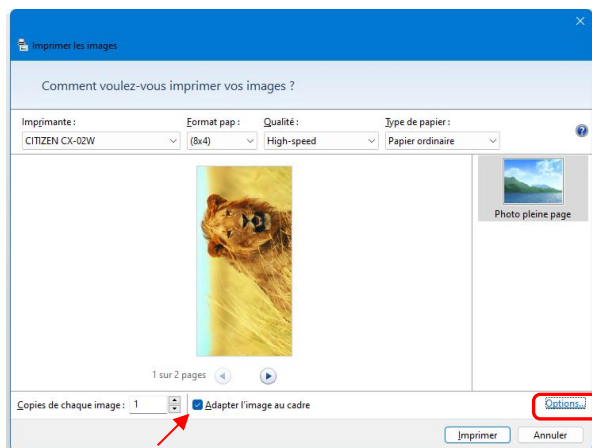 Imprimer les images
Comment voulez-vous imprimer vos images ?
Imprimante : Format pap : Qualité : Type de papier :
CITIZEN CX-02W (8x4) High-speed Papier ordinaire
Photo pleine page
1 sur 2 pages
Copies de chaque image : 1 Adapter l'image au cadre Options...
Imprimer Annuler